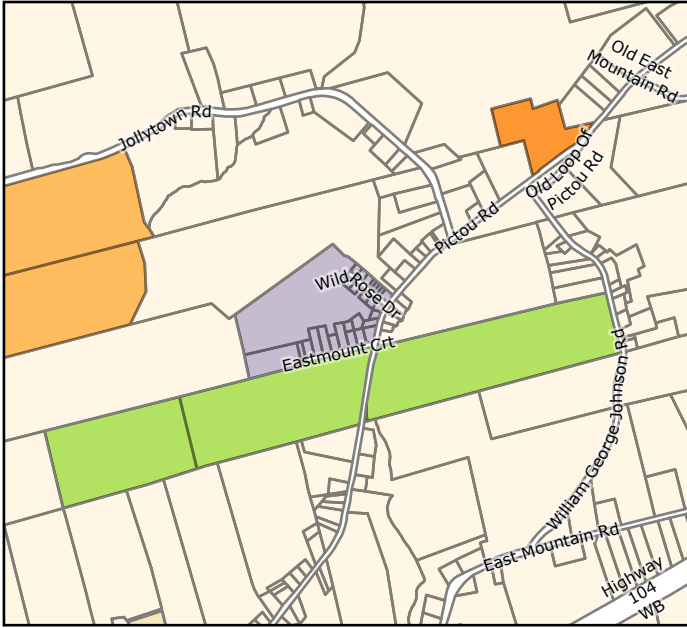 Old East
Mountain Rd
Jollytown Rd
Old Loop Of
Pictou Rd
Pictou Rd
Wild Rose Dr
Eastmount Crt
William George Johnson Rd
East Mountain Rd
Highway
104
WB